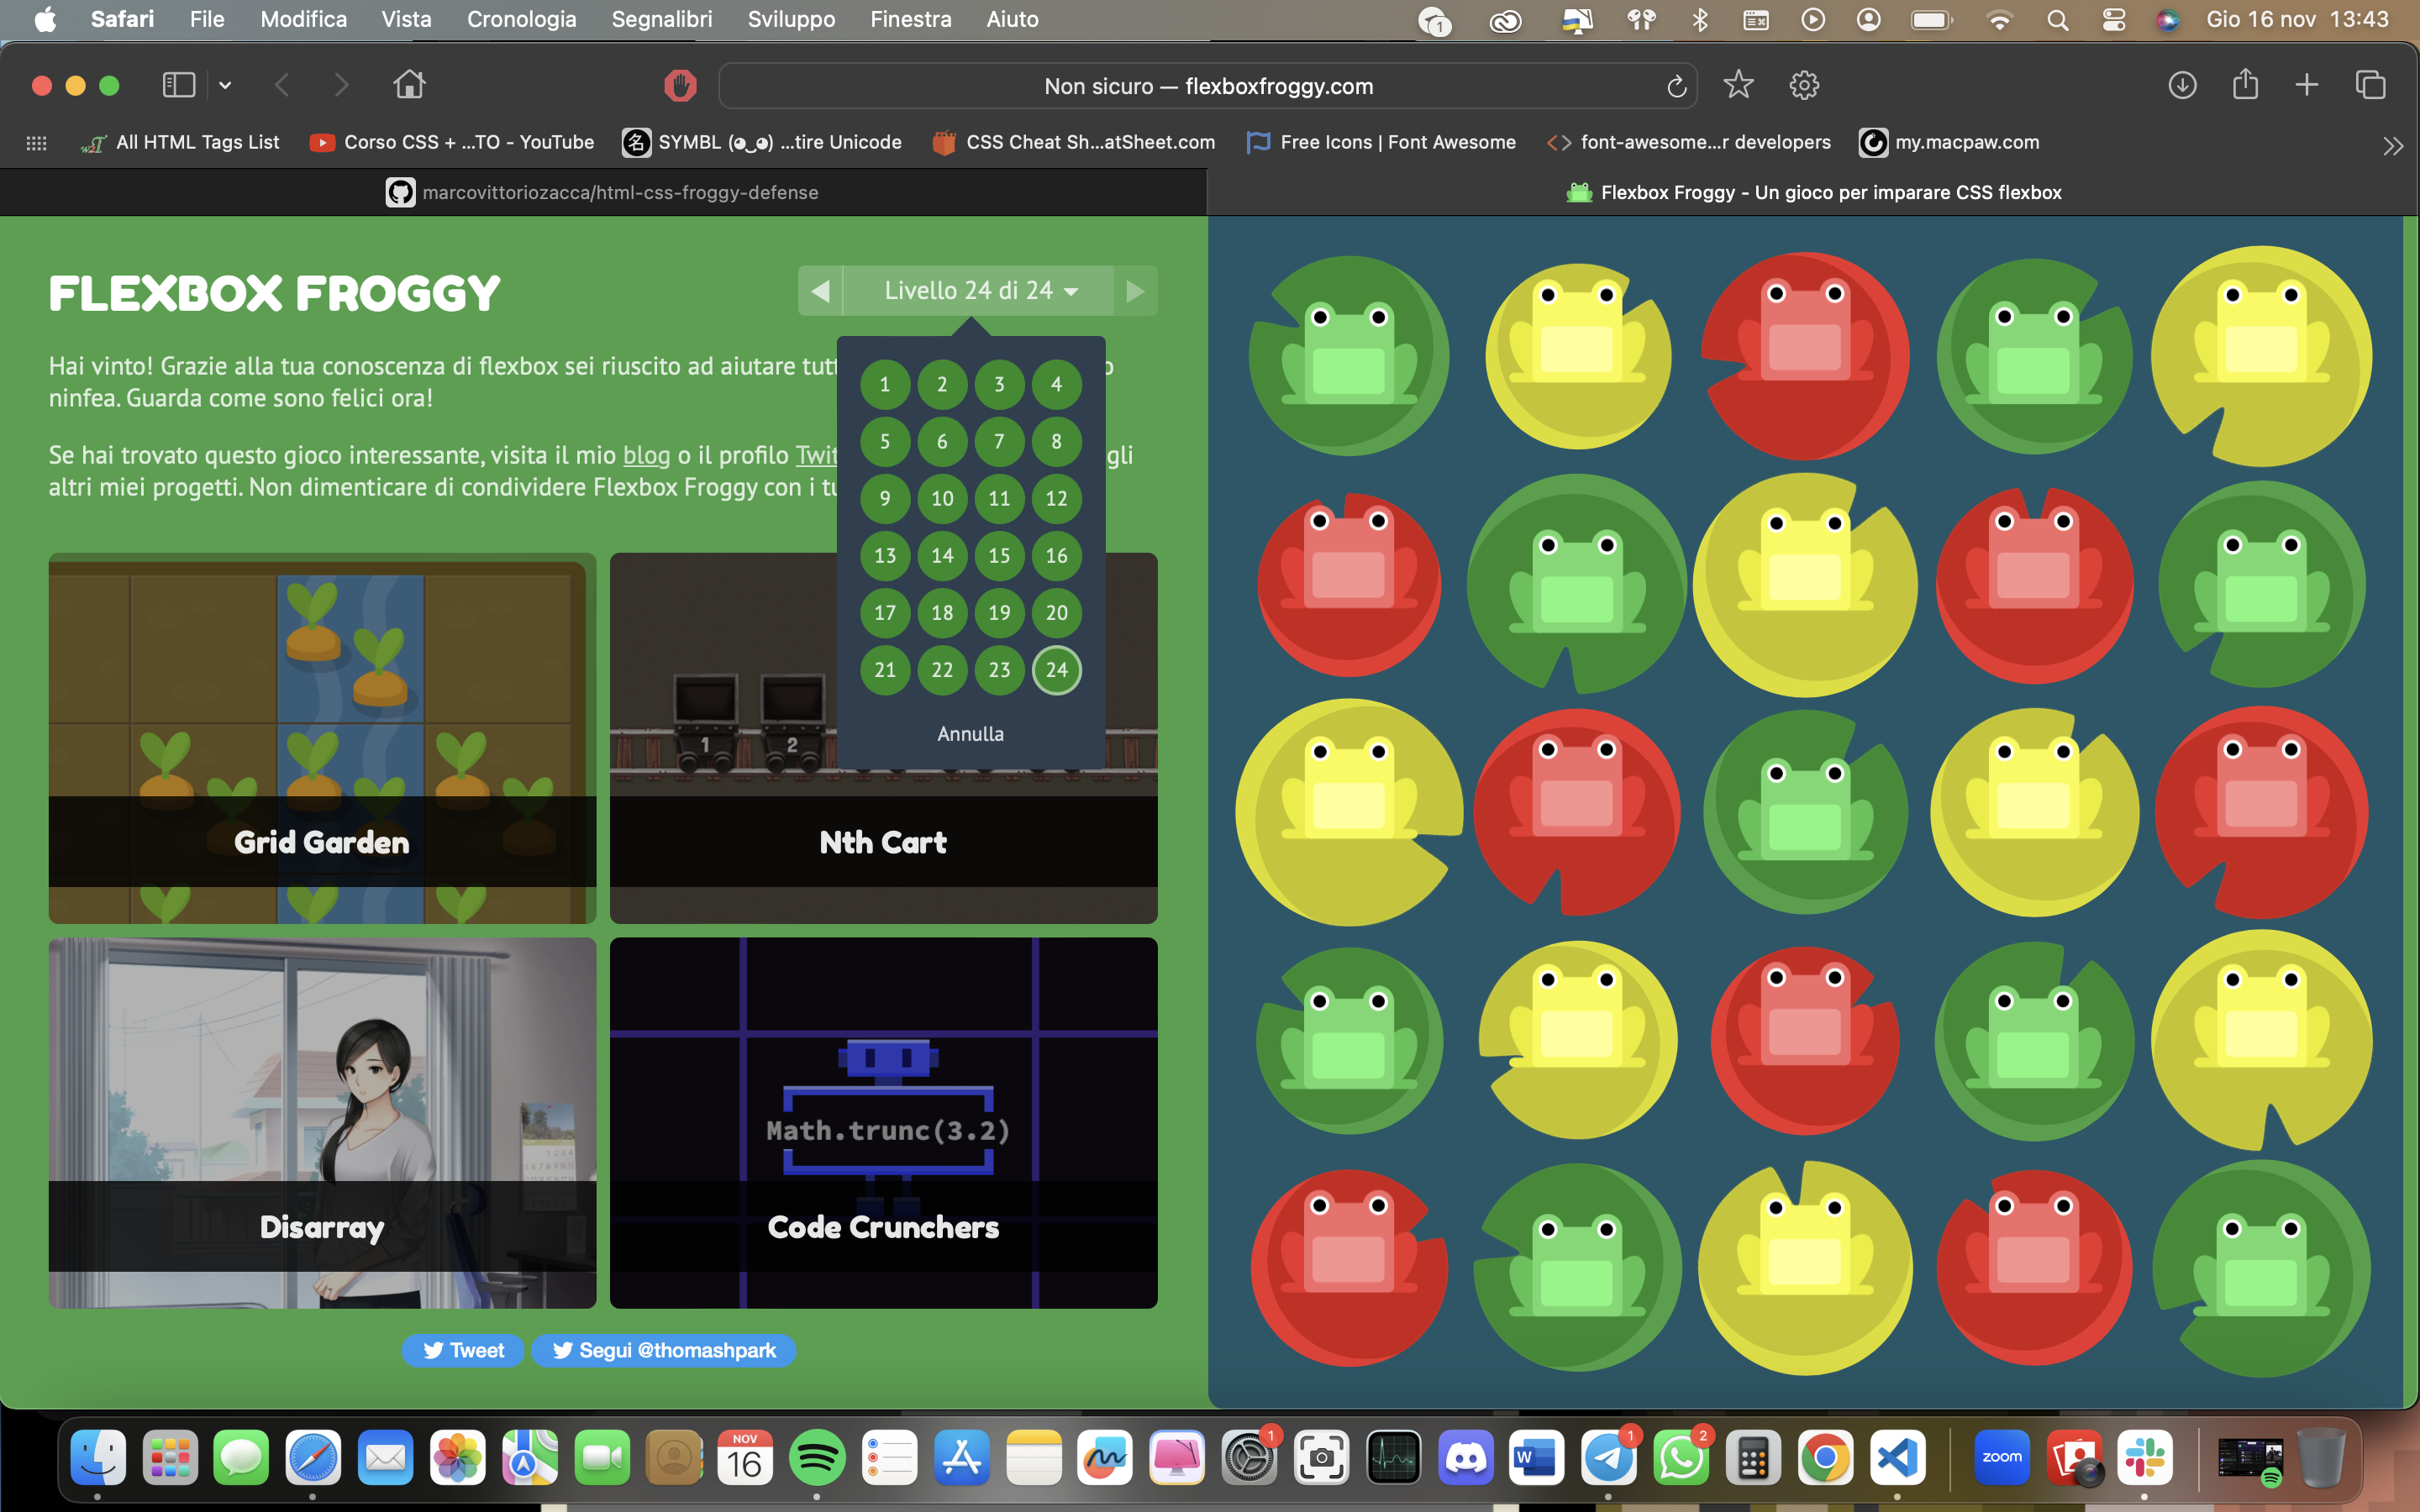 Safari File Modifica Vista Cronologia Segnalibri Sviluppo Finestra Aiuto
1
Gio 16 nov 13:43
Non sicuro — flexboxfroggy.com
All HTML Tags List
Corso CSS + ...TO - YouTube
SYMBL (◕‿◕) ...tire Unicode
CSS Cheat Sh...atSheet.com
Free Icons | Font Awesome
font-awesome...r developers
my.macpaw.com
marcovittoriozacca/html-css-froggy-defense
Flexbox Froggy - Un gioco per imparare CSS flexbox
FLEXBOX FROGGY
Livello 24 di 24
Hai vinto! Grazie alla tua conoscenza di flexbox sei riuscito ad aiutare tutt
ninfea. Guarda come sono felici ora!
Se hai trovato questo gioco interessante, visita il mio blog o il profilo Twit gli
altri miei progetti. Non dimenticare di condividere Flexbox Froggy con i tu
1 2 3 4
5 6 7 8
9 10 11 12
13 14 15 16
17 18 19 20
21 22 23 24
Annulla
1 2
Grid Garden
Nth Cart
Math.trunc(3.2)
Disarray
Code Crunchers
Tweet
Segui @thomashpark
NOV
16
1
W
1
2
zoom